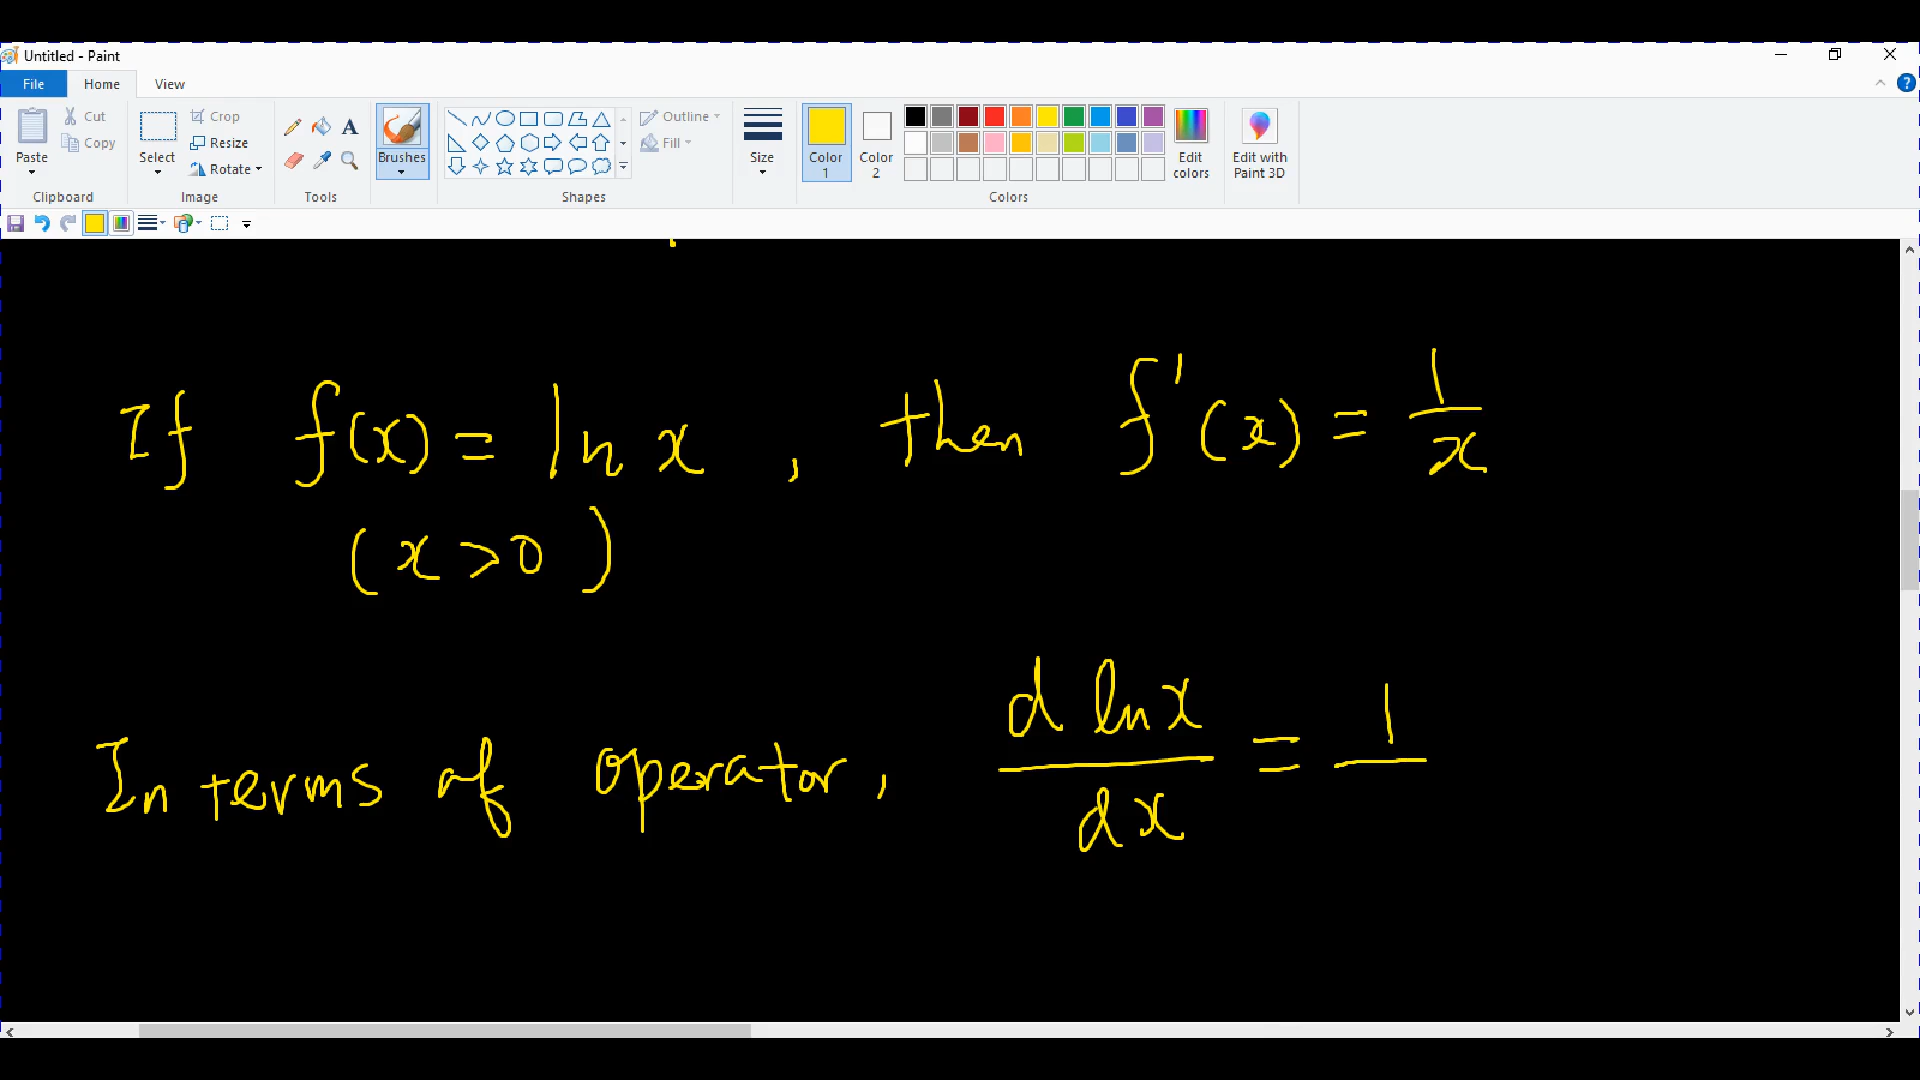 Untitled - Paint
File Home View
Paste Cut Copy Select Crop Resize Rotate A Brushes Outline Fill Size Color 1 Color 2 Edit colors Edit with Paint 3D
Clipboard Image Tools Shapes Colors
If f(x) = ln x , then f'(x) = 1/x
(x > 0)
In terms of operator, d ln x / dx = 1/